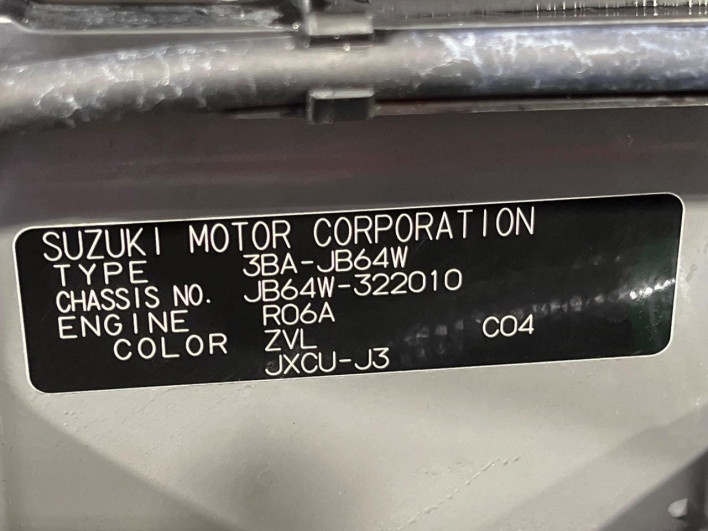 SUZUKI MOTOR CORPORATION
TYPE 3BA-JB64W
CHASSIS NO. JB64W-322010
ENGINE R06A
COLOR ZVL C04
JXCU-J3